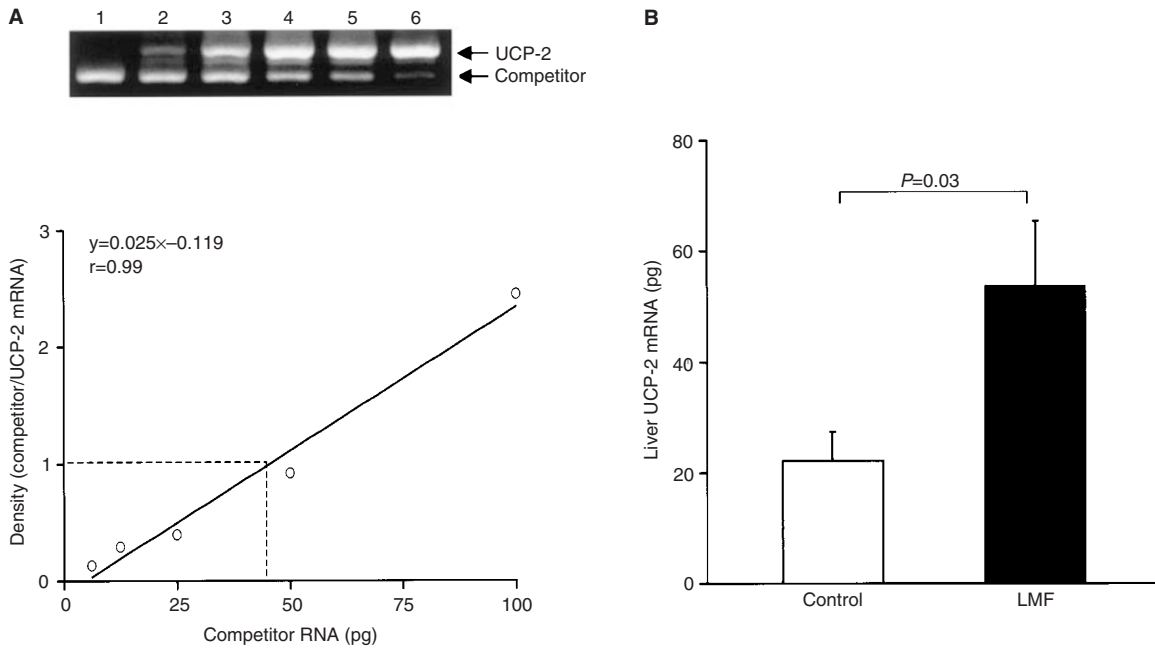 A
1 2 3 4 5 6
UCP-2
Competitor
y=0.025×–0.119
r=0.99
3
2
1
0
Density (competitor/UCP-2 mRNA)
0 25 50 75 100
Competitor RNA (pg)
B
80
60
40
20
0
Liver UCP-2 mRNA (pg)
P=0.03
Control LMF